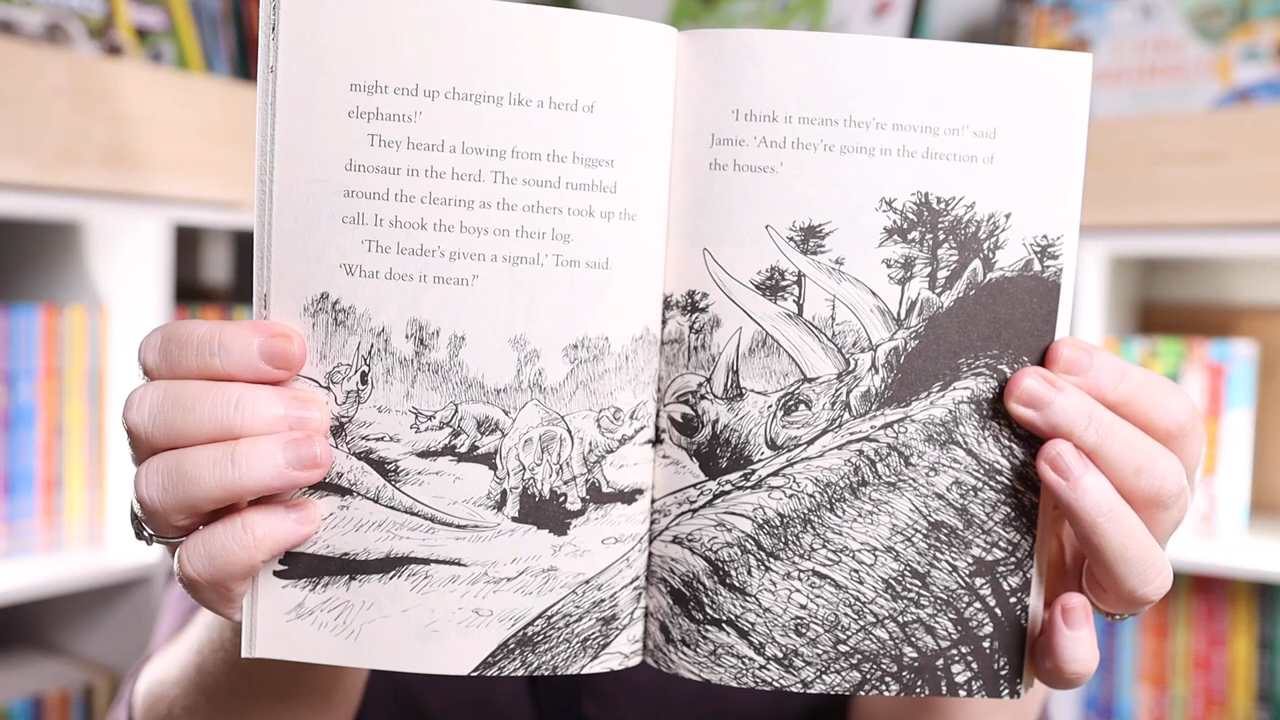 might end up charging like a herd of
elephants!’
They heard a lowing from the biggest
dinosaur in the herd. The sound rumbled
around the clearing as the others took up the
call. It shook the boys on their log.
‘The leader’s given a signal,’ Tom said.
‘What does it mean?’
‘I think it means they’re moving on!’ said
Jamie. ‘And they’re going in the direction of
the houses.’